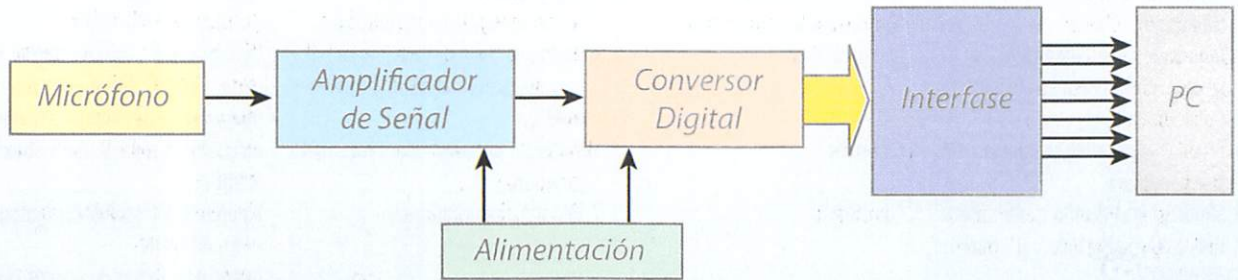 Micrófono
Amplificador
de Señal
Conversor
Digital
Interfase
PC
Alimentación